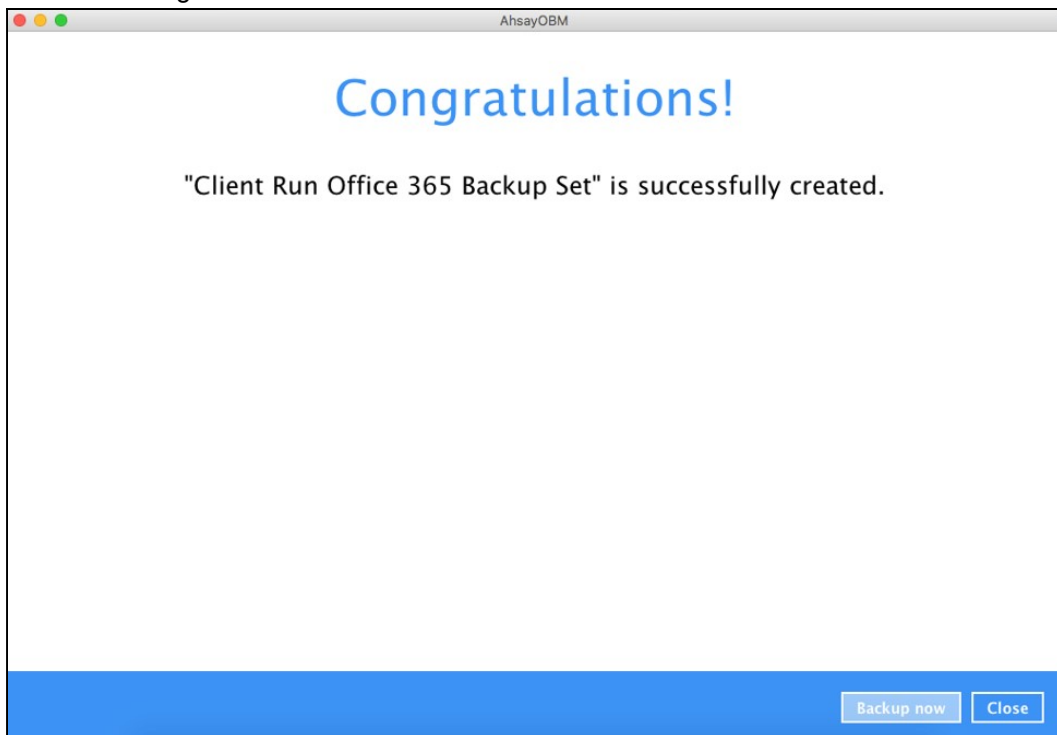 AhsayOBM
Congratulations!
"Client Run Office 365 Backup Set" is successfully created.
Backup now Close